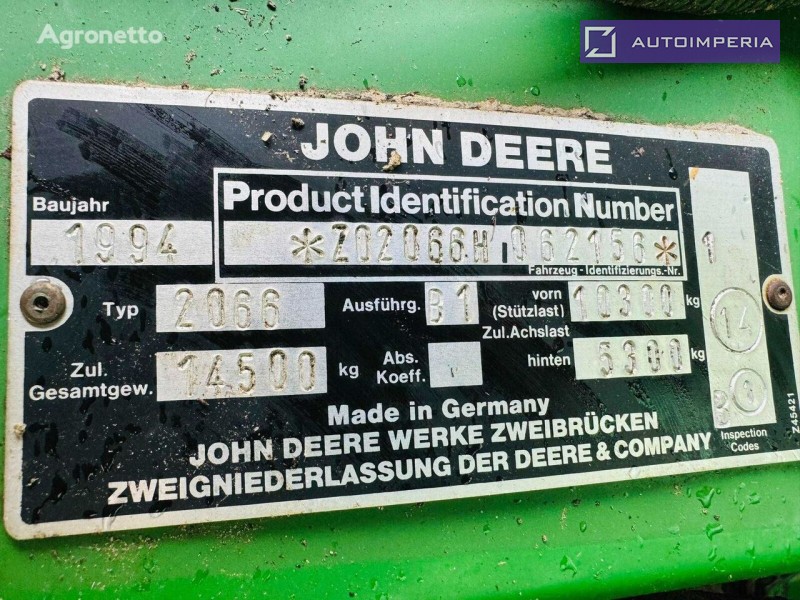 Agronetto
AUTOIMPERIA
JOHN DEERE
Product Identification Number
Baujahr
1994
*Z02066H062156*
Fahrzeug - Identifizierungs.-Nr.
1
Typ
2066
Ausführg.
B1
vorn
(Stützlast)
10300
kg
Zul.Achslast
hinten
5300
kg
Zul.
Gesamtgew.
14500
kg
Abs.
Koeff.
14
B
1
Made in Germany
JOHN DEERE WERKE ZWEIBRÜCKEN
ZWEIGNIEDERLASSUNG DER DEERE & COMPANY
Inspection
Codes
Z45421